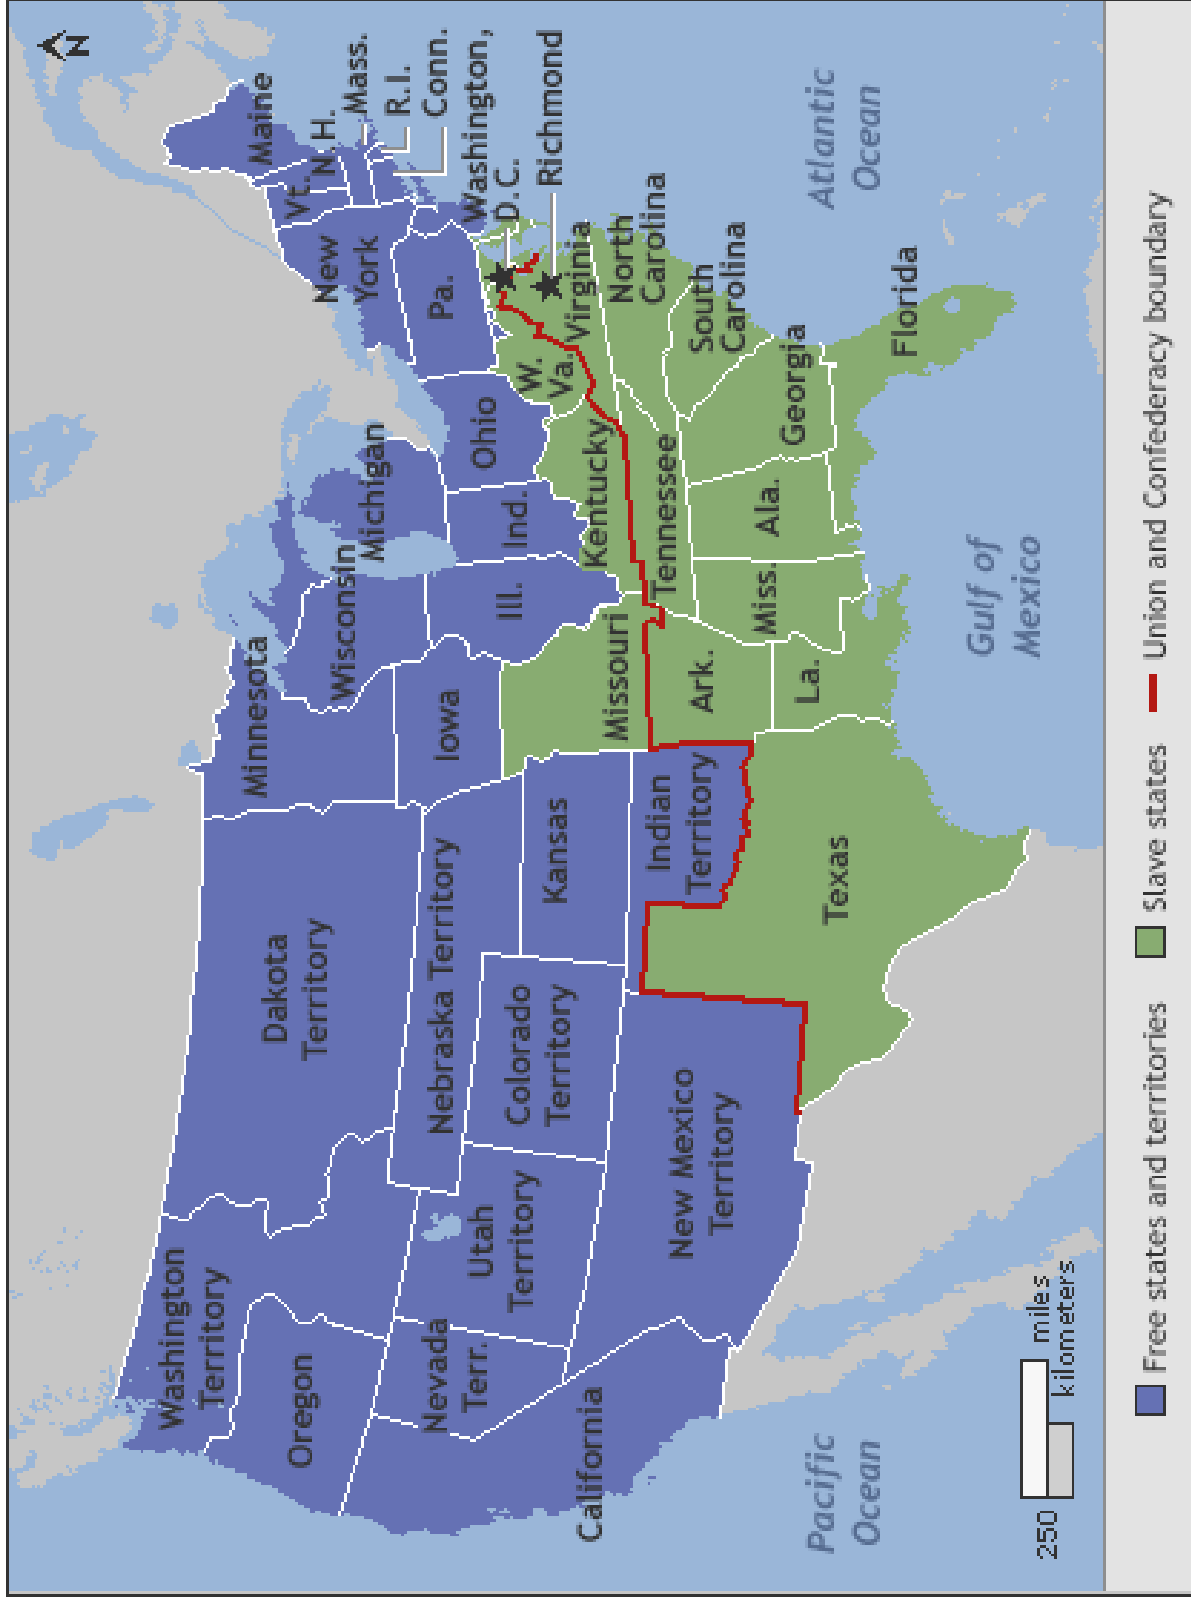 N
Washington
Territory
Oregon
California
Nevada
Terr.
Utah
Territory
Dakota
Territory
Nebraska Territory
Colorado
Territory
New Mexico
Territory
Kansas
Indian
Territory
Texas
Minnesota
Iowa
Missouri
Ark.
La.
Wisconsin
Ill.
Michigan
Ind.
Ohio
Kentucky
Tennessee
Miss.
Ala.
Georgia
Florida
South
Carolina
North
Carolina
Virginia
W.
Va.
Pa.
New
York
Vt.
N.H.
Maine
Mass.
R.I.
Conn.
Washington,
D.C.
Richmond
Atlantic
Ocean
Gulf of
Mexico
Pacific
Ocean
250
miles
kilometers
Free states and territories
Slave states
Union and Confederacy boundary